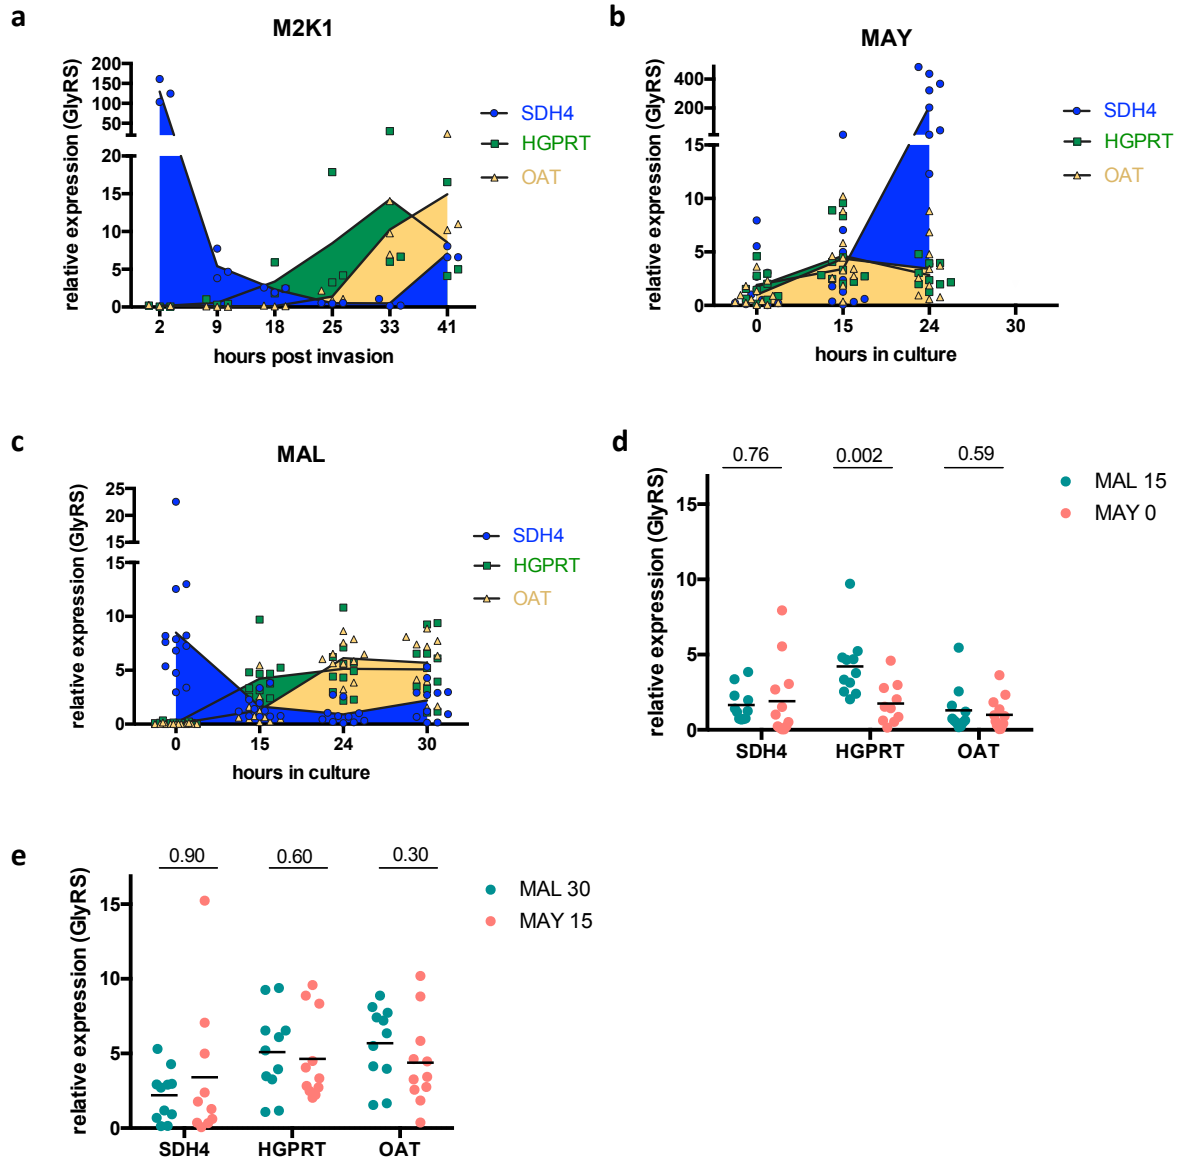 a
M2K1
relative expression (GlyRS)
200
150
100
50
20
15
10
5
0
2 9 18 25 33 41
hours post invasion
SDH4
HGPRT
OAT
b
MAY
relative expression (GlyRS)
400
200
15
10
5
0
0 15 24 30
hours in culture
SDH4
HGPRT
OAT
c
MAL
relative expression (GlyRS)
25
20
15
15
10
5
0
0 15 24 30
hours in culture
SDH4
HGPRT
OAT
d
0.76 0.002 0.59
relative expression (GlyRS)
15
10
5
0
SDH4 HGPRT OAT
MAL 15
MAY 0
e
0.90 0.60 0.30
relative expression (GlyRS)
15
10
5
0
SDH4 HGPRT OAT
MAL 30
MAY 15